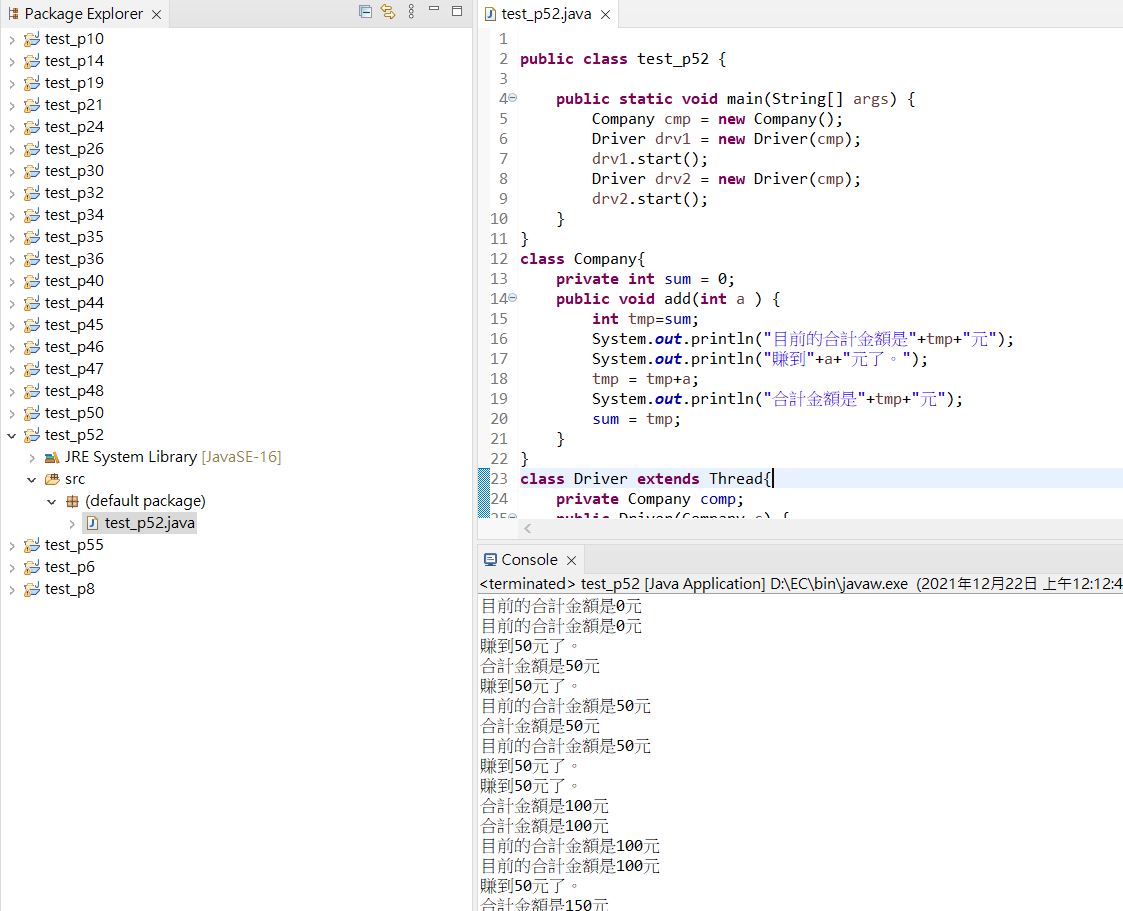 Package Explorer
test_p10
test_p14
test_p19
test_p21
test_p24
test_p26
test_p30
test_p32
test_p34
test_p35
test_p36
test_p40
test_p44
test_p45
test_p46
test_p47
test_p48
test_p50
test_p52
JRE System Library [JavaSE-16]
src
(default package)
test_p52.java
test_p55
test_p6
test_p8
test_p52.java
1
2 public class test_p52 {
3
4 public static void main(String[] args) {
5 Company cmp = new Company();
6 Driver drv1 = new Driver(cmp);
7 drv1.start();
8 Driver drv2 = new Driver(cmp);
9 drv2.start();
10 }
11 }
12 class Company{
13 private int sum = 0;
14 public void add(int a ) {
15 int tmp=sum;
16 System.out.println("目前的合計金額是"+tmp+"元");
17 System.out.println("賺到"+a+"元了。");
18 tmp = tmp+a;
19 System.out.println("合計金額是"+tmp+"元");
20 sum = tmp;
21 }
22 }
23 class Driver extends Thread{
24 private Company comp;
25 public Driver(Company c) {
Console
<terminated> test_p52 [Java Application] D:\EC\bin\javaw.exe (2021年12月22日 上午12:12:4
目前的合計金額是0元
目前的合計金額是0元
賺到50元了。
合計金額是50元
賺到50元了。
目前的合計金額是50元
合計金額是50元
目前的合計金額是50元
賺到50元了。
賺到50元了。
合計金額是100元
合計金額是100元
目前的合計金額是100元
目前的合計金額是100元
賺到50元了。
合計金額是150元